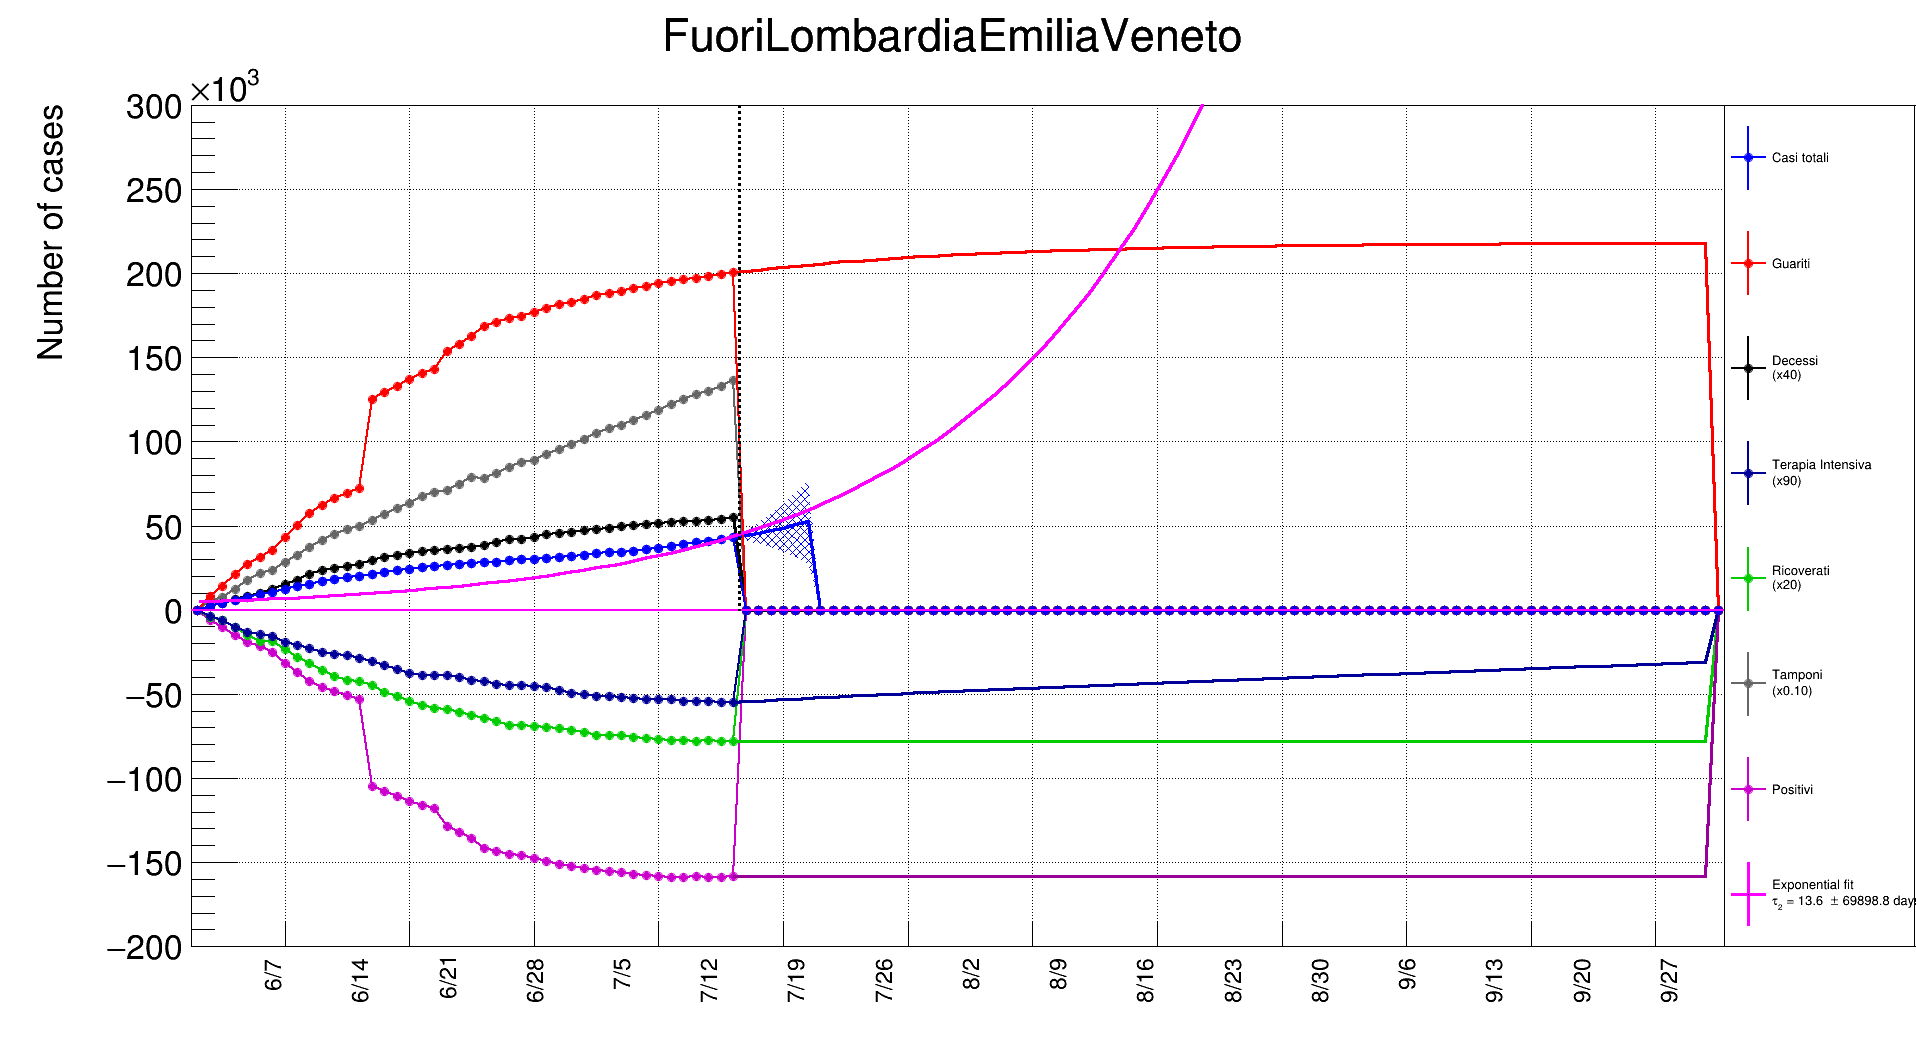 FuoriLombardiaEmiliaVeneto
×10³
Number of cases
300
250
200
150
100
50
0
−50
−100
−150
−200
6/7
6/14
6/21
6/28
7/5
7/12
7/19
7/26
8/2
8/9
8/16
8/23
8/30
9/6
9/13
9/20
9/27
Casi totali
Guariti
Decessi
(x40)
Terapia Intensiva
(x90)
Ricoverati
(x20)
Tamponi
(x0.10)
Positivi
Exponential fit
τ₂ = 13.6 ± 69898.8 day